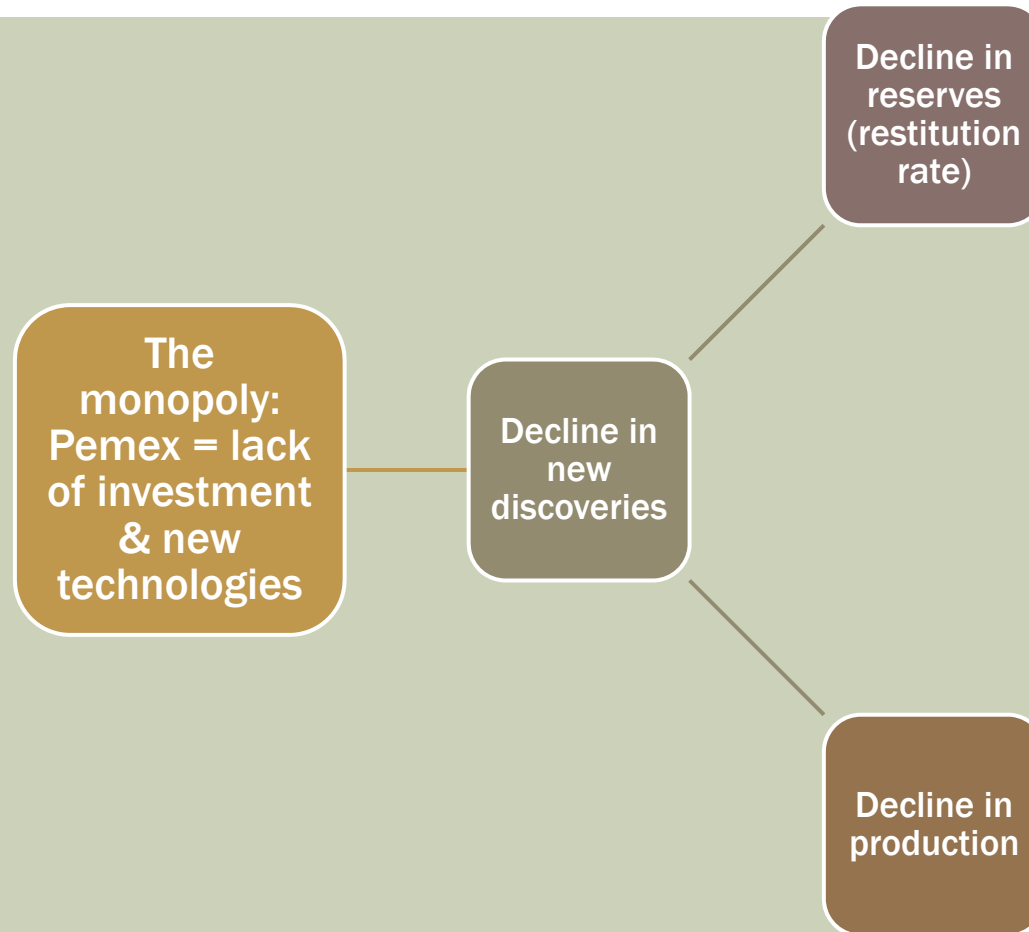 The
monopoly:
Pemex = lack
of investment
& new
technologies
Decline in
new
discoveries
Decline in
reserves
(restitution
rate)
Decline in
production